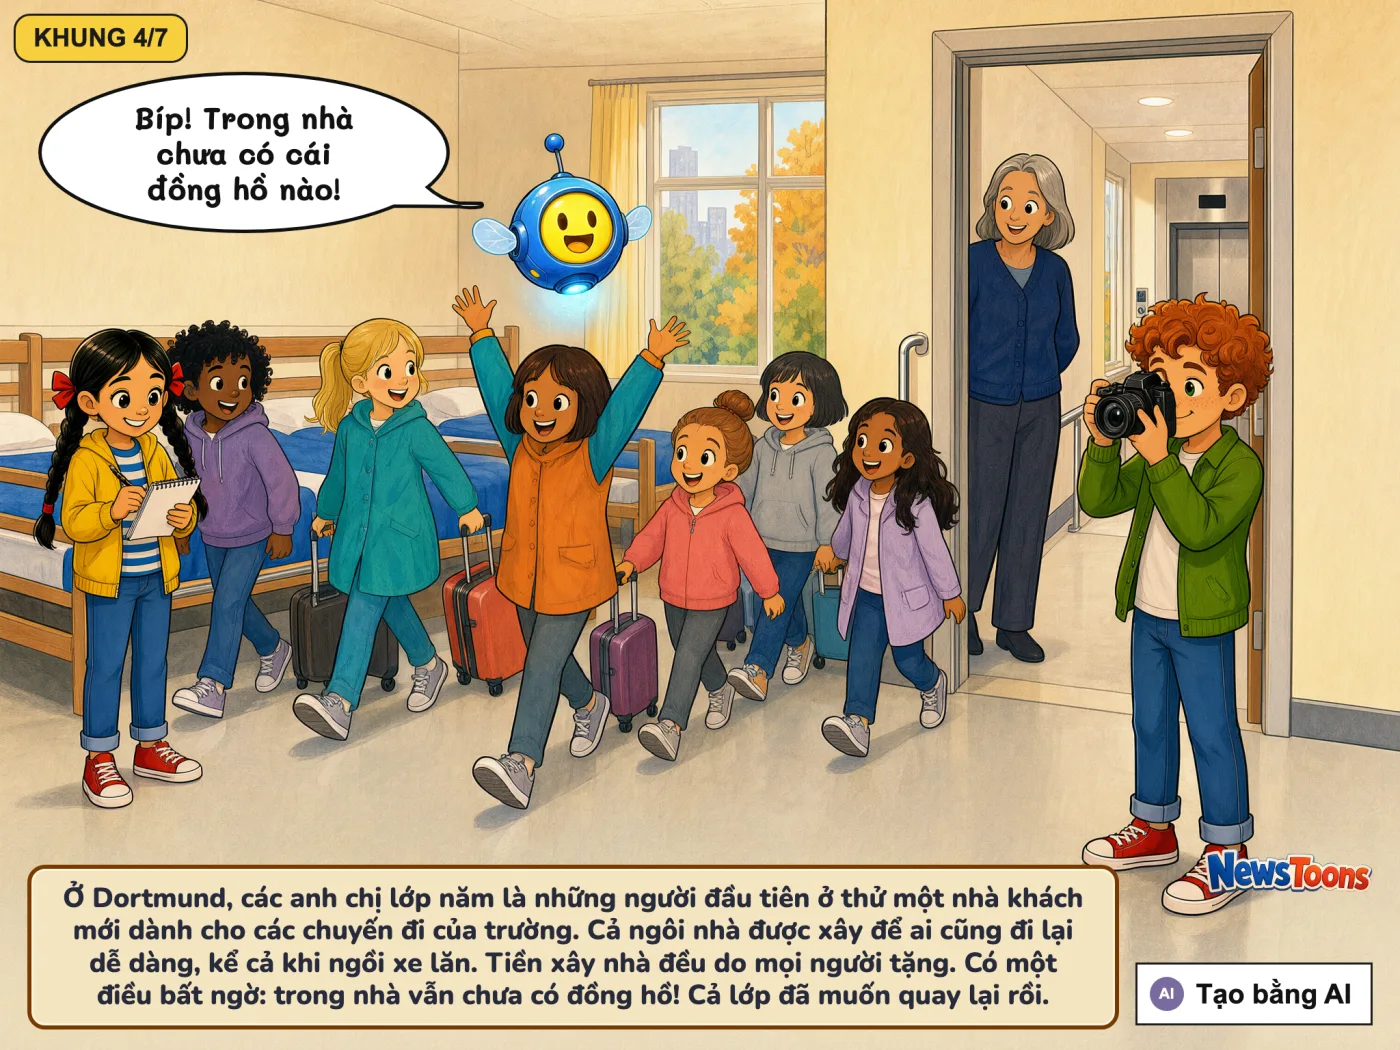 KHUNG 4/7
Bíp! Trong nhà
chưa có cái
đồng hồ nào!
Ở Dortmund, các anh chị lớp năm là những người đầu tiên ở thử một nhà khách
mới dành cho các chuyến đi của trường. Cả ngôi nhà được xây để ai cũng đi lại
dễ dàng, kể cả khi ngồi xe lăn. Tiền xây nhà đều do mọi người tặng. Có một
điều bất ngờ: trong nhà vẫn chưa có đồng hồ! Cả lớp đã muốn quay lại rồi.
NEWSTOONS
AI Tạo bằng AI